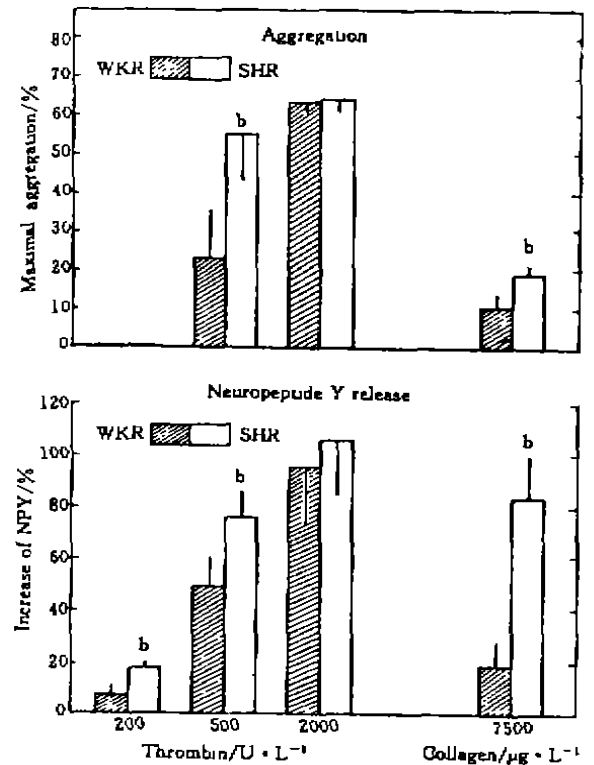 Aggregation
80
70
60
50
40
30
20
10
0
Maximal aggregation/%
WKR SHR
b
b
Neuropeptide Y release
120
100
80
60
40
20
0
Increase of NPY/%
WKR SHR
b
b
b
200 500 2000 7500
Thrombin/U • L⁻¹ Collagen/μg • L⁻¹